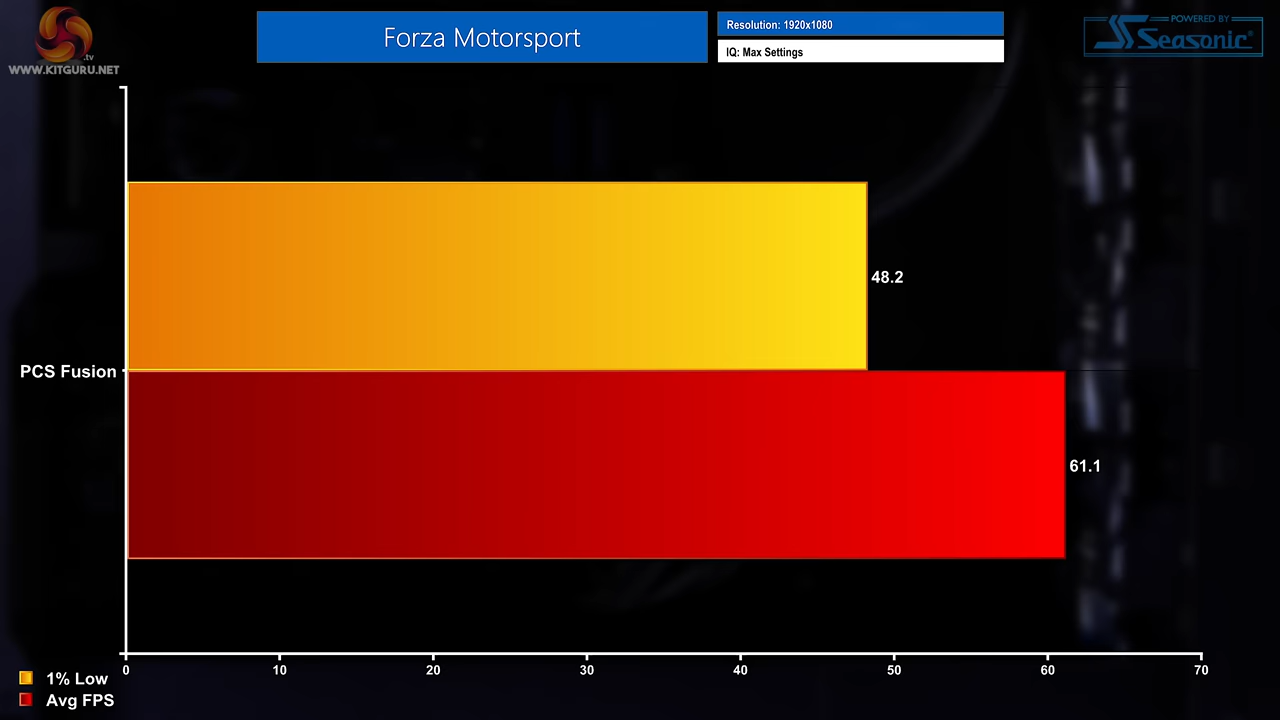 .tv
WWW.KITGURU.NET
Forza Motorsport
Resolution: 1920x1080
IQ: Max Settings
POWERED BY
Seasonic®
48.2
PCS Fusion
61.1
0 10 20 30 40 50 60 70
1% Low
Avg FPS